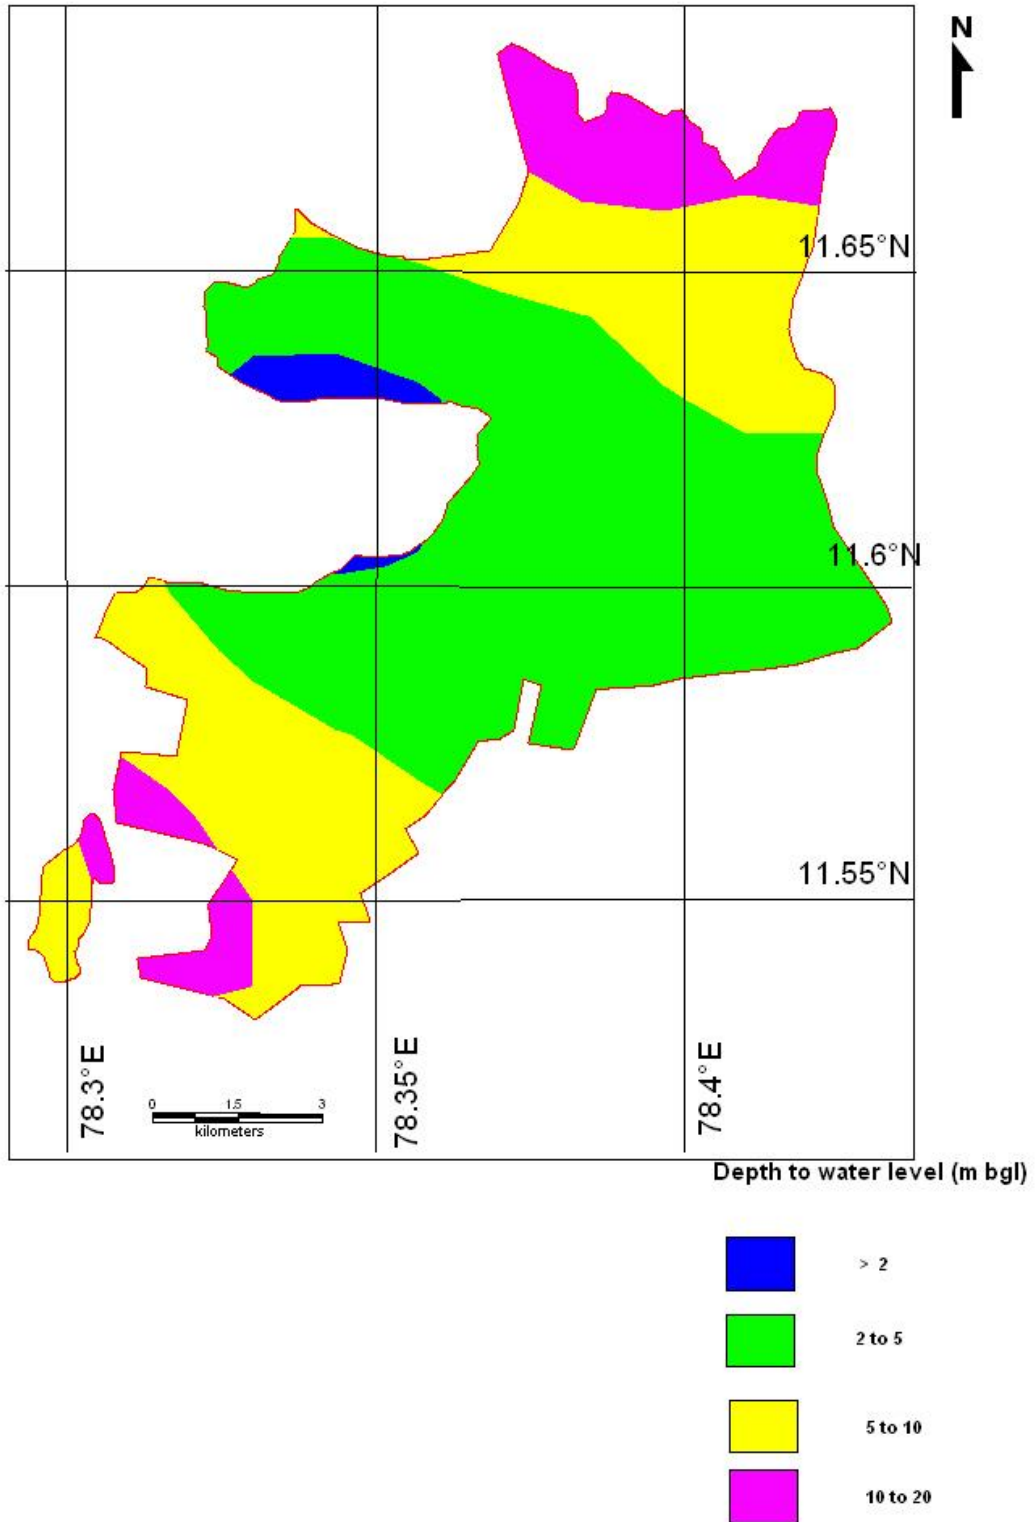 N
11.65°N
11.6°N
11.55°N
78.3°E
78.35°E
78.4°E
0 1.5 3
kilometers
Depth to water level (m bgl)
> 2
2 to 5
5 to 10
10 to 20